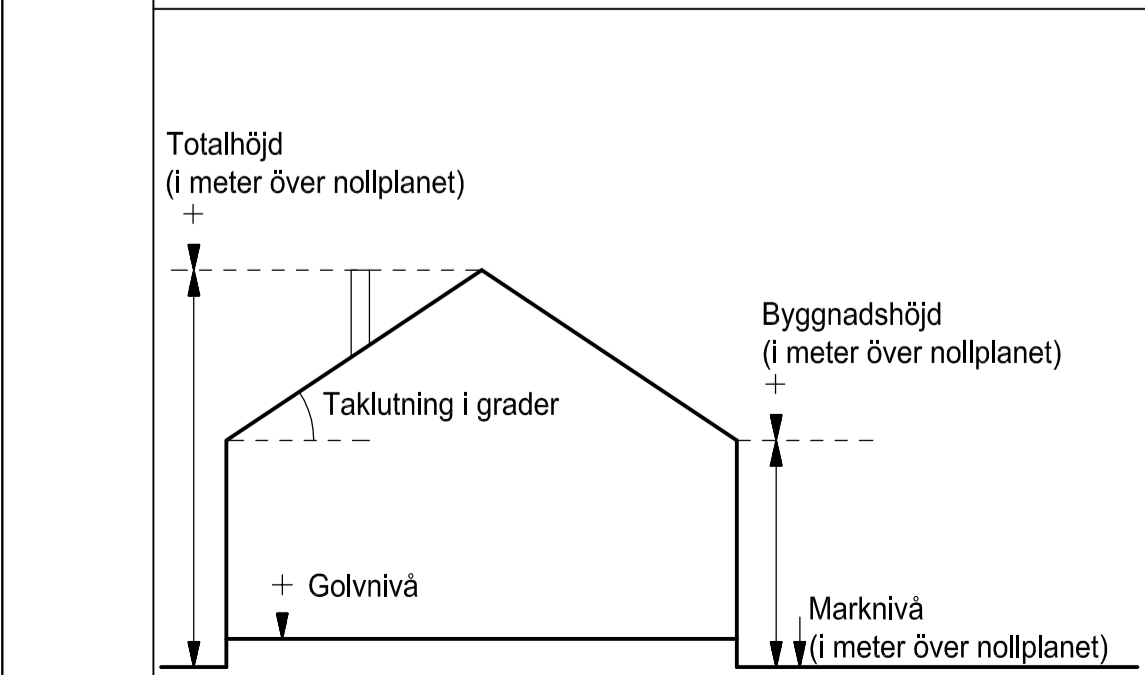 Totalhöjd
(i meter över nollplanet)
+
Byggnadshöjd
(i meter över nollplanet)
+
Taklutning i grader
+ Golvnivå
Marknivå
(i meter över nollplanet)